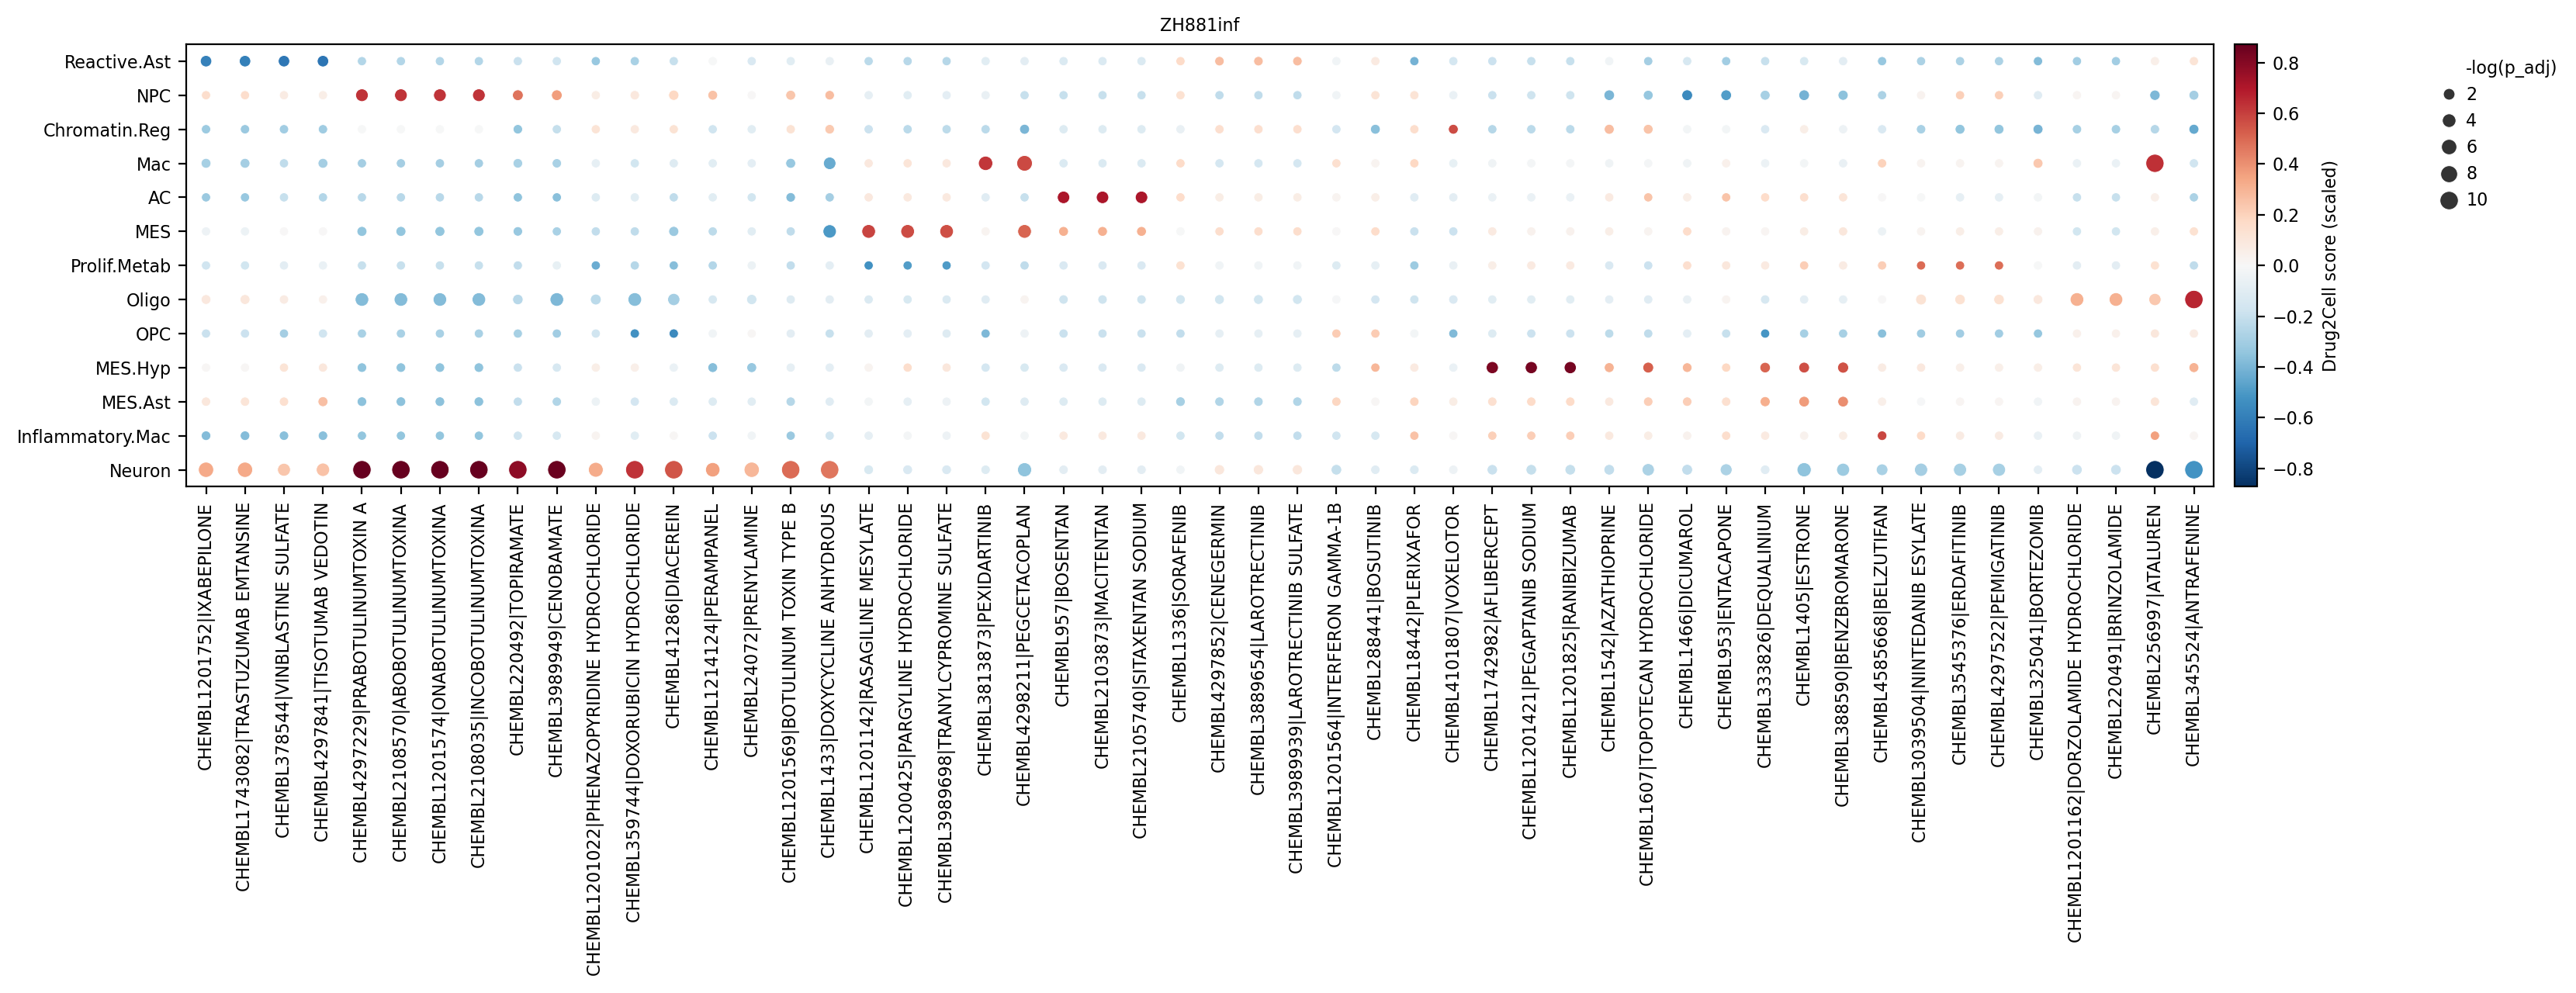 ZH881inf
Reactive.Ast
NPC
Chromatin.Reg
Mac
AC
MES
Prolif.Metab
Oligo
OPC
MES.Hyp
MES.Ast
Inflammatory.Mac
Neuron
CHEMBL1201752|IXABEPILONE
CHEMBL1743082|TRASTUZUMAB EMTANSINE
CHEMBL378544|VINBLASTINE SULFATE
CHEMBL4297841|TISOTUMAB VEDOTIN
CHEMBL4297229|PRABOTULINUMTOXIN A
CHEMBL2108570|ABOBOTULINUMTOXINA
CHEMBL1201574|ONABOTULINUMTOXINA
CHEMBL2108035|INCOBOTULINUMTOXINA
CHEMBL220492|TOPIRAMATE
CHEMBL3989949|CENOBAMATE
CHEMBL1201022|PHENAZOPYRIDINE HYDROCHLORIDE
CHEMBL359744|DOXORUBICIN HYDROCHLORIDE
CHEMBL41286|DIACEREIN
CHEMBL1214124|PERAMPANEL
CHEMBL24072|PRENYLAMINE
CHEMBL1201569|BOTULINUM TOXIN TYPE B
CHEMBL1433|DOXYCYCLINE ANHYDROUS
CHEMBL1201142|RASAGILINE MESYLATE
CHEMBL1200425|PARGYLINE HYDROCHLORIDE
CHEMBL3989698|TRANYLCYPROMINE SULFATE
CHEMBL3813873|PEXIDARTINIB
CHEMBL4298211|PEGCETACOPLAN
CHEMBL957|BOSENTAN
CHEMBL2103873|MACITENTAN
CHEMBL2105740|SITAXENTAN SODIUM
CHEMBL1336|SORAFENIB
CHEMBL4297852|CENEGERMIN
CHEMBL3889654|LAROTRECTINIB
CHEMBL3989939|LAROTRECTINIB SULFATE
CHEMBL1201564|INTERFERON GAMMA-1B
CHEMBL288441|BOSUTINIB
CHEMBL18442|PLERIXAFOR
CHEMBL4101807|VOXELOTOR
CHEMBL1742982|AFLIBERCEPT
CHEMBL1201421|PEGAPTANIB SODIUM
CHEMBL1201825|RANIBIZUMAB
CHEMBL1542|AZATHIOPRINE
CHEMBL1607|TOPOTECAN HYDROCHLORIDE
CHEMBL1466|DICUMAROL
CHEMBL953|ENTACAPONE
CHEMBL333826|DEQUALINIUM
CHEMBL1405|ESTRONE
CHEMBL388590|BENZBROMARONE
CHEMBL4585668|BELZUTIFAN
CHEMBL3039504|NINTEDANIB ESYLATE
CHEMBL3545376|ERDAFITINIB
CHEMBL4297522|PEMIGATINIB
CHEMBL325041|BORTEZOMIB
CHEMBL1201162|DORZOLAMIDE HYDROCHLORIDE
CHEMBL220491|BRINZOLAMIDE
CHEMBL256997|ATALUREN
CHEMBL345524|ANTRAFENINE
0.8
0.6
0.4
0.2
0.0
−0.2
−0.4
−0.6
−0.8
Drug2Cell score (scaled)
-log(p_adj)
2
4
6
8
10